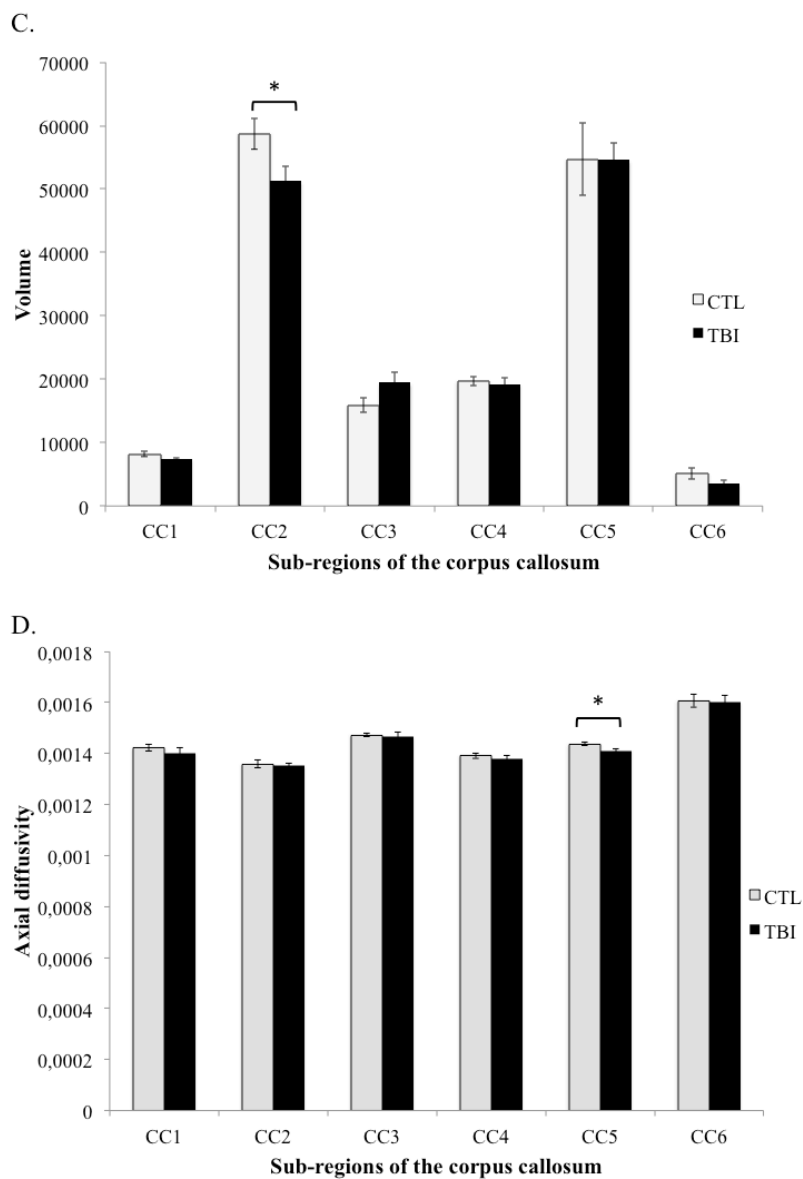 C.
70000
60000
50000
40000
30000
20000
10000
0
Volume
*
CTL
TBI
CC1 CC2 CC3 CC4 CC5 CC6
Sub-regions of the corpus callosum
D.
0,0018
0,0016
0,0014
0,0012
0,001
0,0008
0,0006
0,0004
0,0002
0
Axial diffusivity
*
CTL
TBI
CC1 CC2 CC3 CC4 CC5 CC6
Sub-regions of the corpus callosum